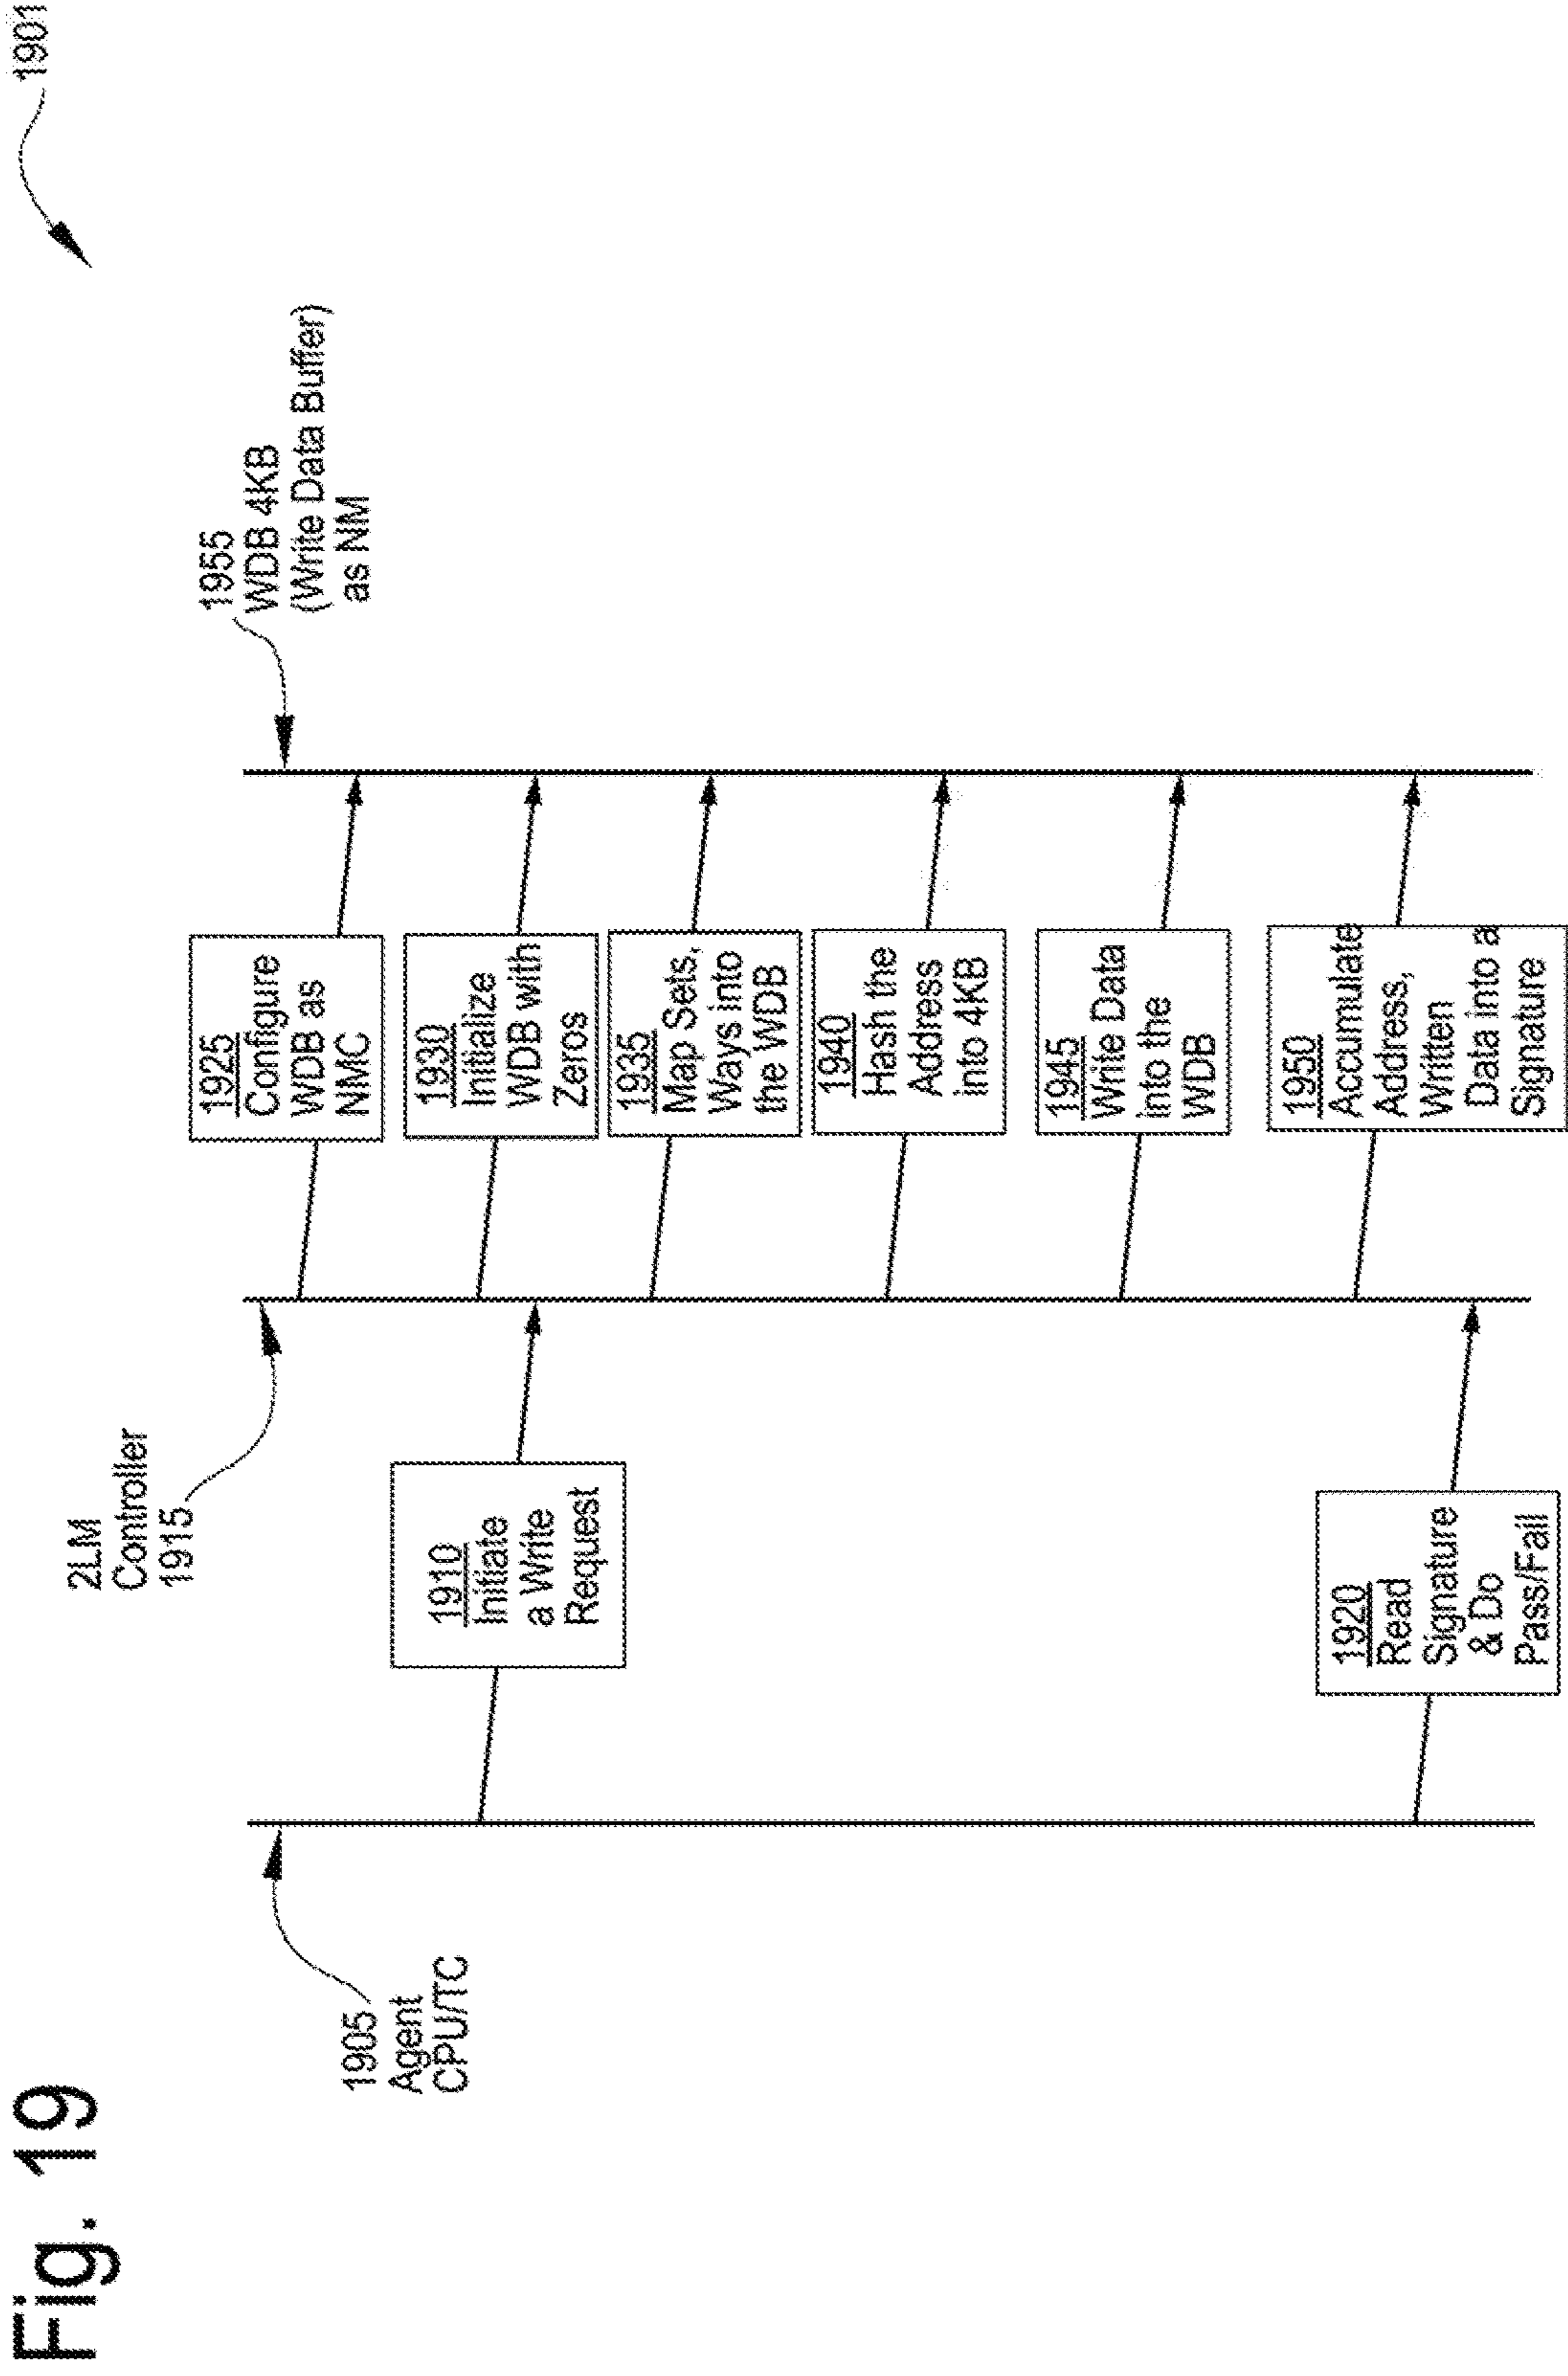 Fig. 19
1901
1905
Agent
CPU/TC
2LM
Controller
1915
1955
WDB 4KB
(Write Data Buffer)
as NM
1910
Initiate
a Write
Request
1920
Read
Signature
& Do
Pass/Fail
1925
Configure
WDB as
NMC
1930
Initialize
WDB with
Zeros
1935
Map Sets,
Ways into
the WDB
1940
Hash the
Address
into 4KB
1945
Write Data
into the
WDB
1950
Accumulate
Address,
Written
Data into a
Signature